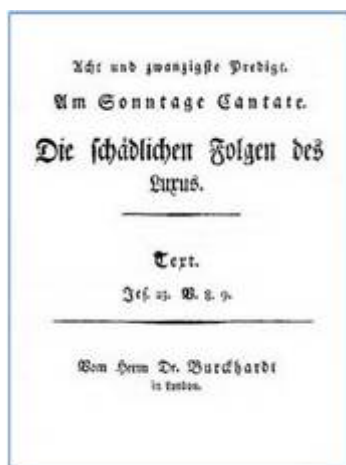 Acht und zwanzigste Predigt.
Am Sonntage Cantate.
Die schädlichen Folgen des
Luxus.
Text.
Jes. 23. V. 8. 9.
Vom Herrn Dr. Burckhardt
in London.